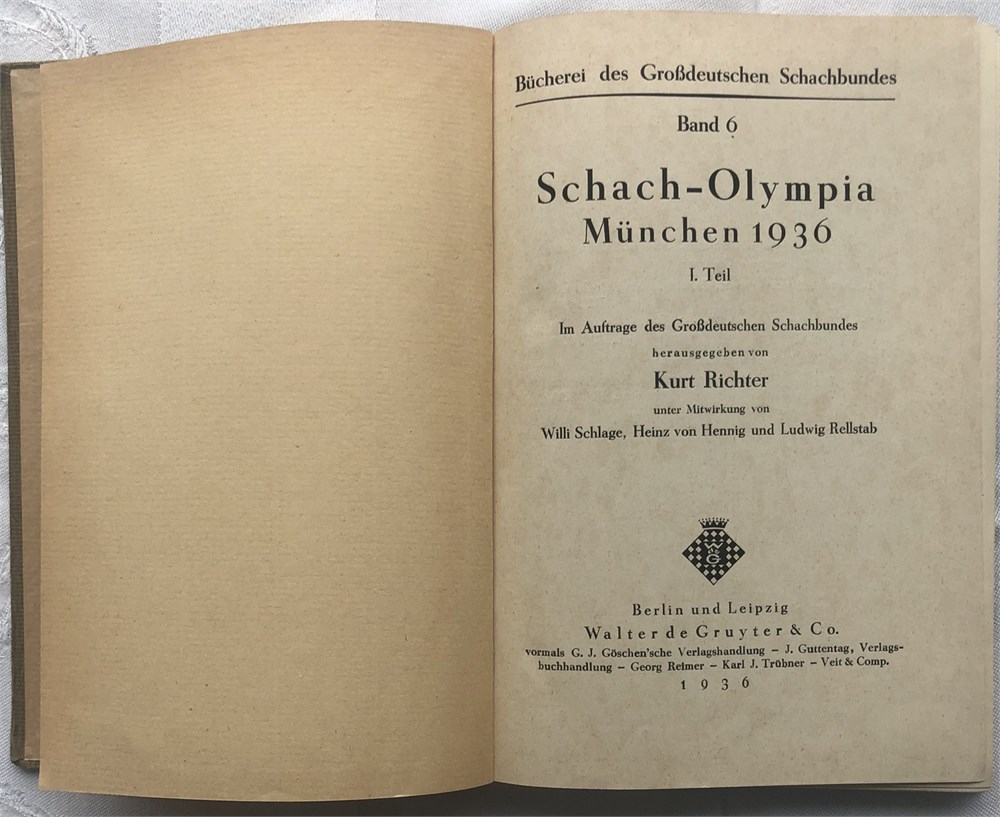 Bücherei des Großdeutschen Schachbundes
Band 6
Schach-Olympia
München 1936
I. Teil
Im Auftrage des Großdeutschen Schachbundes
herausgegeben von
Kurt Richter
unter Mitwirkung von
Willi Schlage, Heinz von Hennig und Ludwig Rellstab
W
G
Berlin und Leipzig
Walter de Gruyter & Co.
vormals G. J. Göschen'sche Verlagshandlung – J. Guttentag, Verlags-
buchhandlung – Georg Reimer – Karl J. Trübner – Veit & Comp.
1936